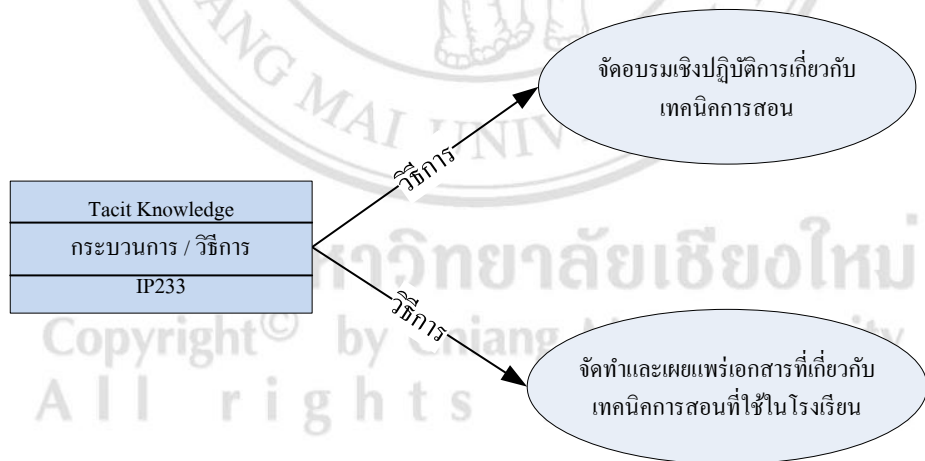 จัดอบรมเชิงปฏิบัติการเกี่ยวกับ
เทคนิคการสอน
วิธีการ
Tacit Knowledge
กระบวนการ / วิธีการ
IP233
วิธีการ
จัดทำและเผยแพร่เอกสารที่เกี่ยวกับ
เทคนิคการสอนที่ใช้ในโรงเรียน
ANG MAI UNIV
หาวิทยาลัยเชียงใหม่
Copyright© by Chiang
All rights